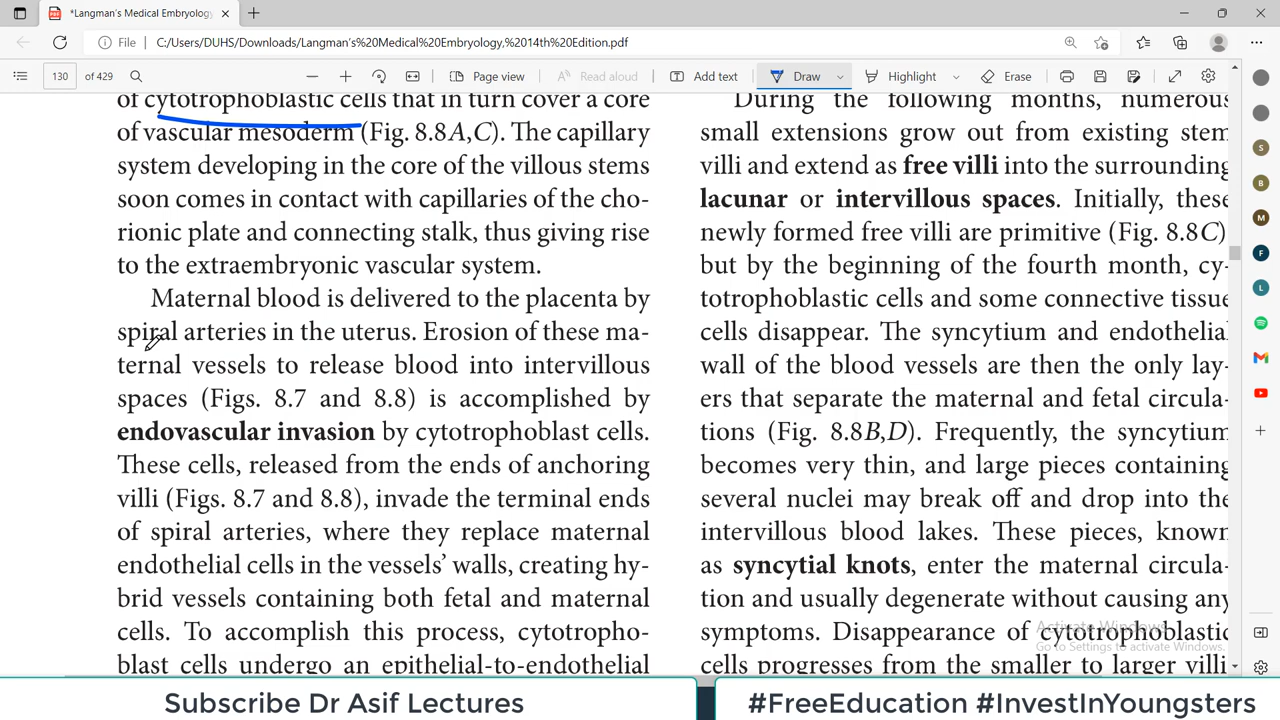 *Langman's Medical Embryology,
File
C:/Users/DUHS/Downloads/Langman's%20Medical%20Embryology,%2014th%20Edition.pdf
130 of 429
Page view
Read aloud
Add text
Draw
Highlight
Erase
of cytotrophoblastic cells that in turn cover a core
of vascular mesoderm (Fig. 8.8A,C). The capillary
system developing in the core of the villous stems
soon comes in contact with capillaries of the cho-
rionic plate and connecting stalk, thus giving rise
to the extraembryonic vascular system.
Maternal blood is delivered to the placenta by
spiral arteries in the uterus. Erosion of these ma-
ternal vessels to release blood into intervillous
spaces (Figs. 8.7 and 8.8) is accomplished by
endovascular invasion by cytotrophoblast cells.
These cells, released from the ends of anchoring
villi (Figs. 8.7 and 8.8), invade the terminal ends
of spiral arteries, where they replace maternal
endothelial cells in the vessels' walls, creating hy-
brid vessels containing both fetal and maternal
cells. To accomplish this process, cytotropho-
blast cells undergo an epithelial-to-endothelial
During the following months, numerous
small extensions grow out from existing stem
villi and extend as free villi into the surrounding
lacunar or intervillous spaces. Initially, these
newly formed free villi are primitive (Fig. 8.8C)
but by the beginning of the fourth month, cy-
totrophoblastic cells and some connective tissue
cells disappear. The syncytium and endothelial
wall of the blood vessels are then the only lay-
ers that separate the maternal and fetal circula-
tions (Fig. 8.8B,D). Frequently, the syncytium
becomes very thin, and large pieces containing
several nuclei may break off and drop into the
intervillous blood lakes. These pieces, known
as syncytial knots, enter the maternal circula-
tion and usually degenerate without causing any
symptoms. Disappearance of cytotrophoblastic
cells progresses from the smaller to larger villi,
S
B
M
F
L
Activate Windows
Go to Settings to activate Windows.
Subscribe Dr Asif Lectures
#FreeEducation #InvestInYoungsters